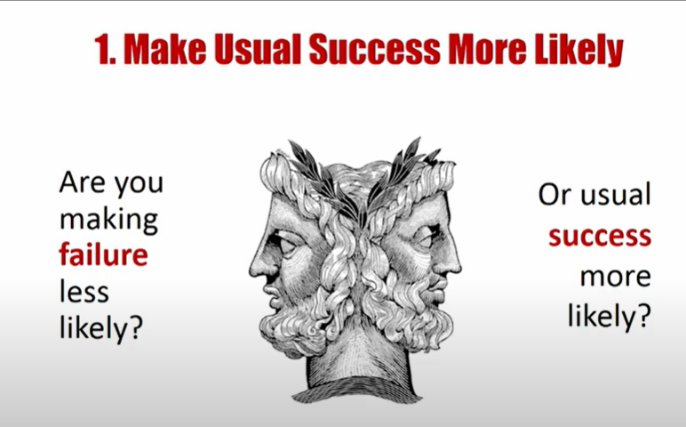 1. Make Usual Success More Likely
Are you
making
failure
less
likely?
Or usual
success
more
likely?